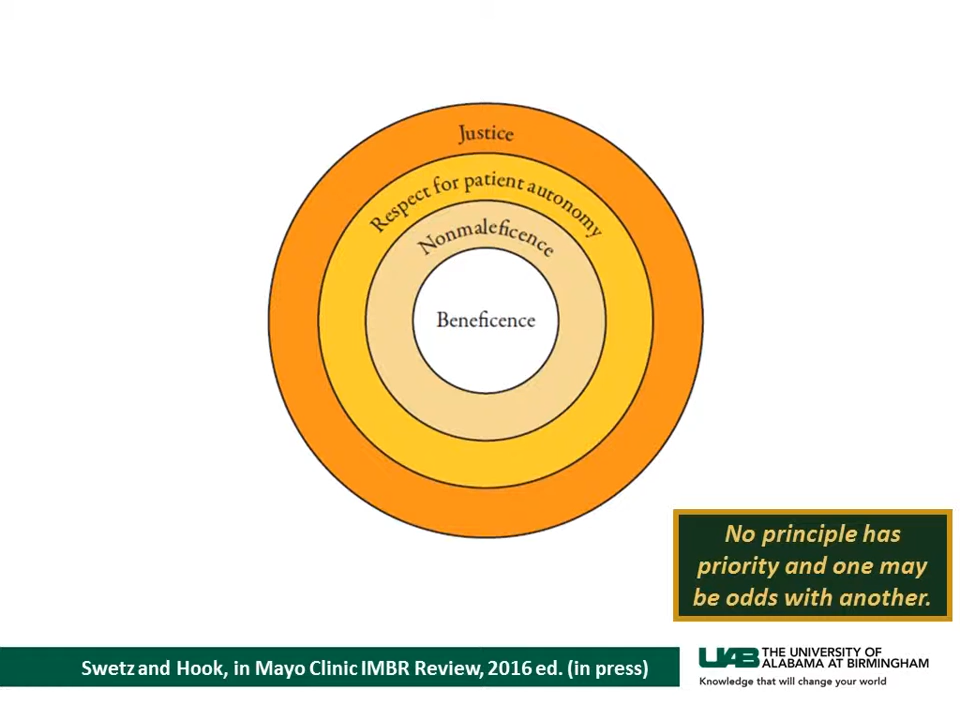 Justice
Respect for patient autonomy
Nonmaleficence
Beneficence
No principle has
priority and one may
be odds with another.
Swetz and Hook, in Mayo Clinic IMBR Review, 2016 ed. (in press)
UAB THE UNIVERSITY OF
ALABAMA AT BIRMINGHAM
Knowledge that will change your world